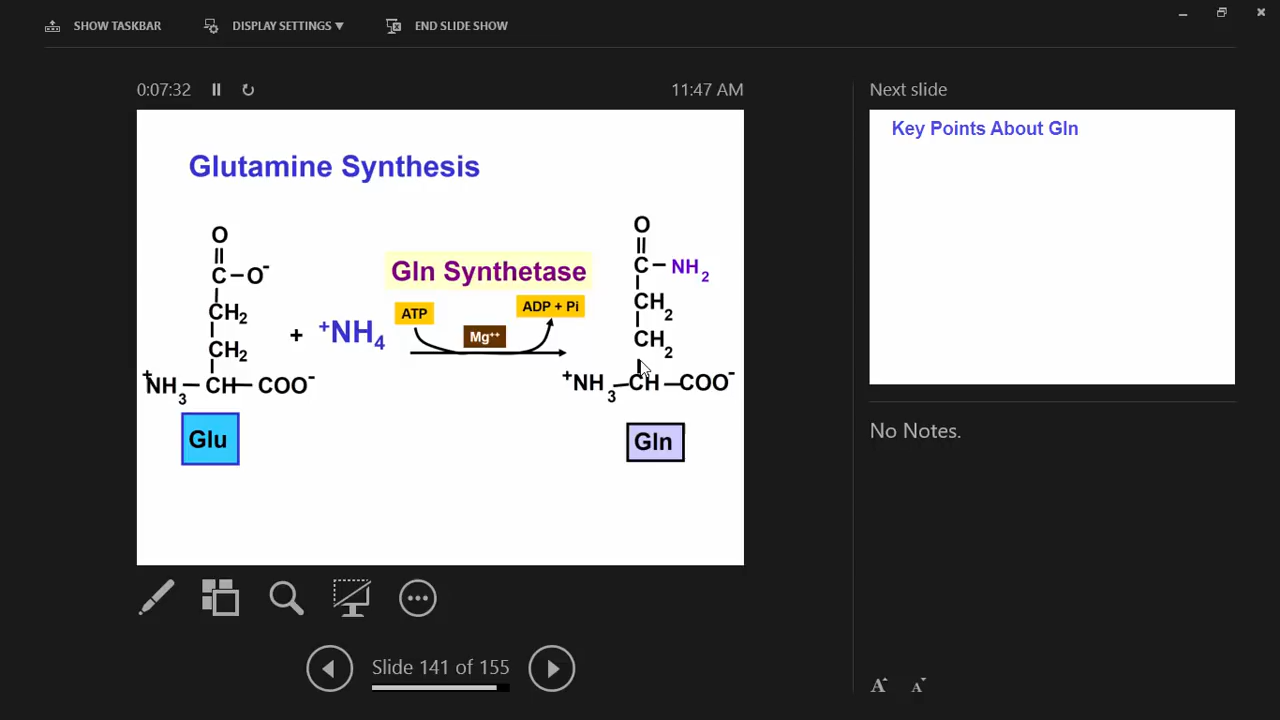 SHOW TASKBAR DISPLAY SETTINGS ▼ END SLIDE SHOW
0:07:32 11:47 AM
Glutamine Synthesis
O
C–O⁻
CH₂
CH₂
⁺NH₃–CH–COO⁻
Glu
+ ⁺NH₄
Gln Synthetase
ATP ADP + Pi
Mg⁺⁺
O
C–NH₂
CH₂
CH₂
⁺NH₃–CH–COO⁻
Gln
Slide 141 of 155
Next slide
Key Points About Gln
No Notes.
A A